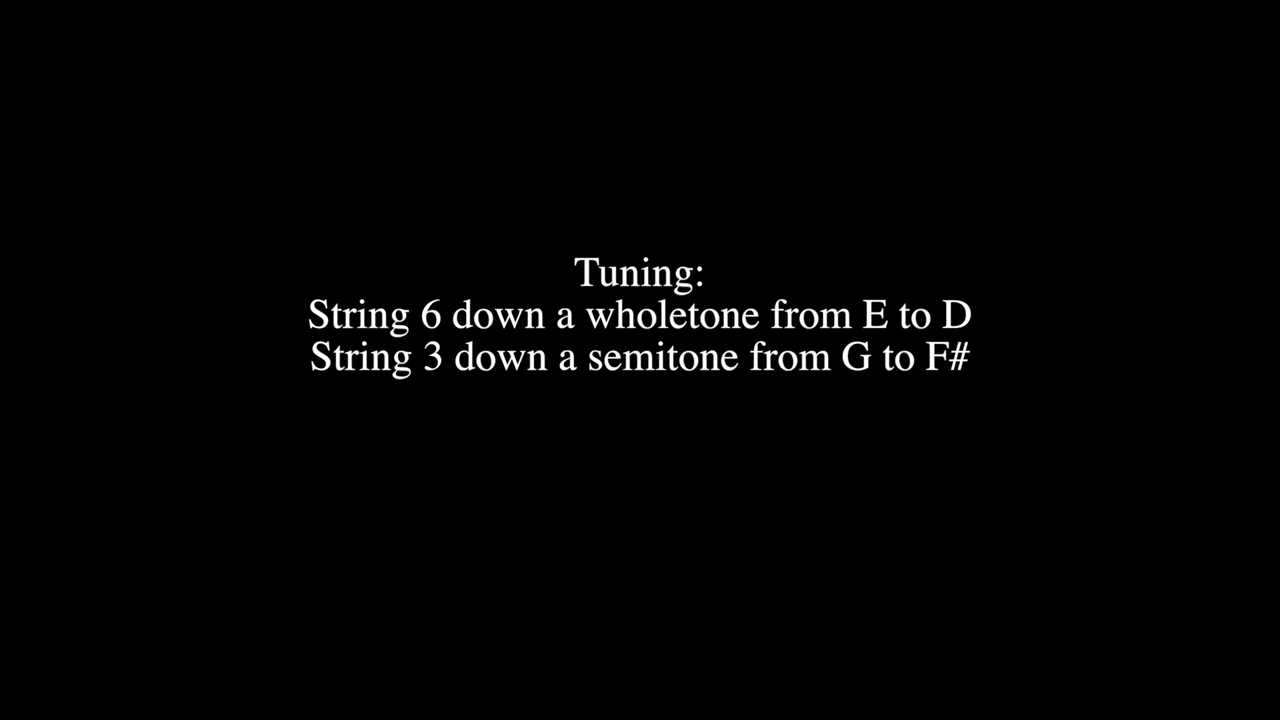 Tuning:
String 6 down a wholetone from E to D
String 3 down a semitone from G to F#